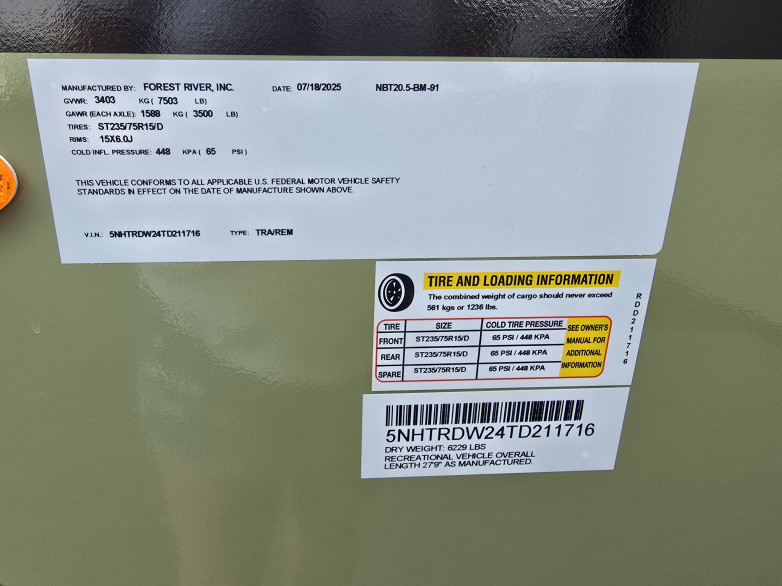 MANUFACTURED BY: FOREST RIVER, INC. DATE: 07/18/2025 NBT20.5-BM-91
GVWR: 3403 KG ( 7503 LB)
GAWR (EACH AXLE): 1588 KG ( 3500 LB)
TIRES: ST235/75R15/D
RIMS: 15X6.0J
COLD INFL. PRESSURE: 448 KPA ( 65 PSI )
THIS VEHICLE CONFORMS TO ALL APPLICABLE U.S. FEDERAL MOTOR VEHICLE SAFETY
STANDARDS IN EFFECT ON THE DATE OF MANUFACTURE SHOWN ABOVE.
V.I.N.: 5NHTRDW24TD211716 TYPE: TRA/REM
TIRE AND LOADING INFORMATION
The combined weight of cargo should never exceed
561 kgs or 1236 lbs.
TIRE SIZE COLD TIRE PRESSURE
FRONT ST235/75R15/D 65 PSI / 448 KPA
REAR ST235/75R15/D 65 PSI / 448 KPA
SPARE ST235/75R15/D 65 PSI / 448 KPA
SEE OWNER'S
MANUAL FOR
ADDITIONAL
INFORMATION
RDD211716
5NHTRDW24TD211716
DRY WEIGHT: 6229 LBS
RECREATIONAL VEHICLE OVERALL
LENGTH 27'9" AS MANUFACTURED.